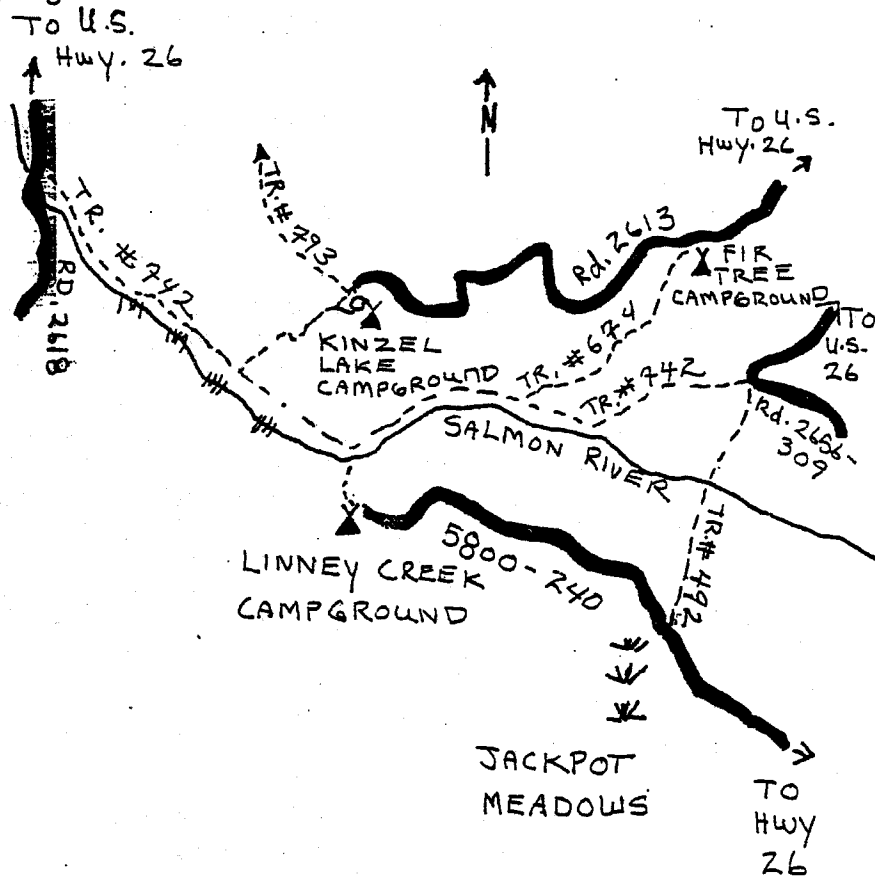 TO U.S.
Hwy. 26
N
TO U.S.
Hwy. 26
TR.# 793
TR. # 742
RD. 2618
Rd. 2613
FIR
TREE
CAMPGROUND
TO
U.S.
26
KINZEL
LAKE
CAMPGROUND
TR. #674
TR.# 742
Rd. 2656-
309
SALMON RIVER
TR.# 492
LINNEY CREEK
CAMPGROUND
5800-240
JACKPOT
MEADOWS
TO
HWY
26